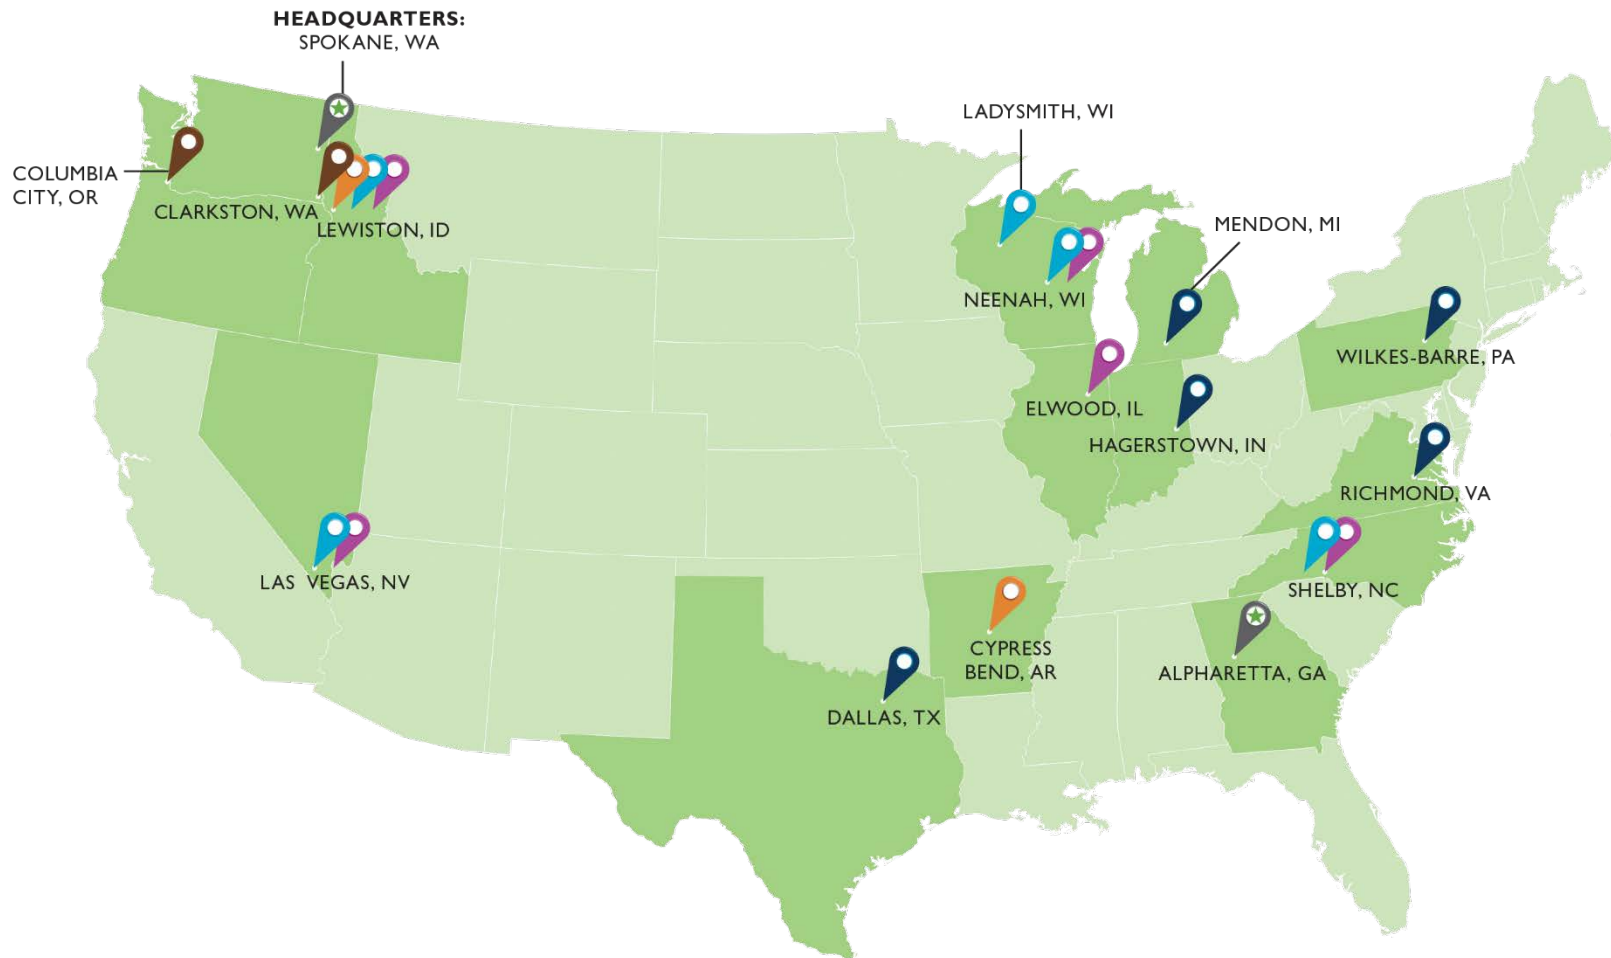 HEADQUARTERS:
SPOKANE, WA
COLUMBIA
CITY, OR
CLARKSTON, WA
LEWISTON, ID
LADYSMITH, WI
NEENAH, WI
MENDON, MI
WILKES-BARRE, PA
ELWOOD, IL
HAGERSTOWN, IN
RICHMOND, VA
LAS VEGAS, NV
SHELBY, NC
CYPRESS
BEND, AR
ALPHARETTA, GA
DALLAS, TX